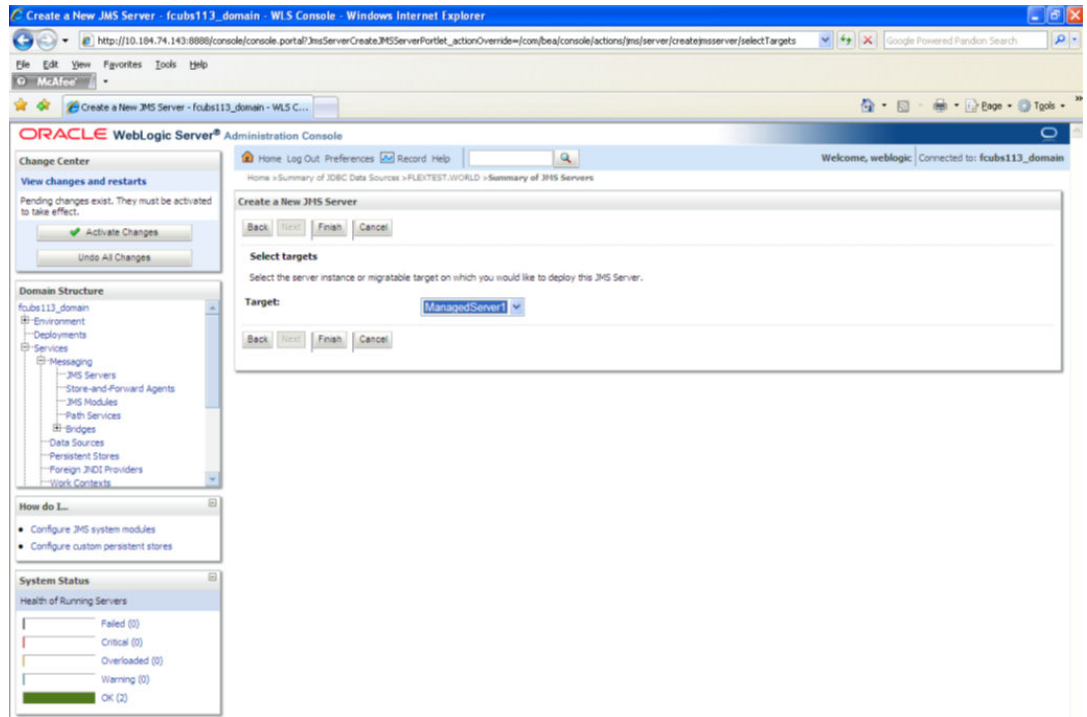 Create a New JMS Server - fcubs113_domain - WLS Console - Windows Internet Explorer
http://10.184.74.143:8888/console/console.portal?JmsServerCreateJMSServerPortlet_actionOverride=/com/bea/console/actions/jms/server/createjmsserver/selectTargets
Google Powered Pandion Search
File Edit View Favorites Tools Help
McAfee
Create a New JMS Server - fcubs113_domain - WLS C...
Page Tools
ORACLE WebLogic Server® Administration Console
Change Center
View changes and restarts
Pending changes exist. They must be activated
to take effect.
Activate Changes
Undo All Changes
Domain Structure
fcubs113_domain
Environment
Deployments
Services
Messaging
JMS Servers
Store-and-Forward Agents
JMS Modules
Path Services
Bridges
Data Sources
Persistent Stores
Foreign JNDI Providers
Work Contexts
How do I...
Configure JMS system modules
Configure custom persistent stores
System Status
Health of Running Servers
Failed (0)
Critical (0)
Overloaded (0)
Warning (0)
OK (2)
Home Log Out Preferences Record Help
Welcome, weblogic Connected to: fcubs113_domain
Home >Summary of JDBC Data Sources >FLEXTEST.WORLD >Summary of JMS Servers
Create a New JMS Server
Back Next Finish Cancel
Select targets
Select the server instance or migratable target on which you would like to deploy this JMS Server.
Target: ManagedServer1
Back Next Finish Cancel